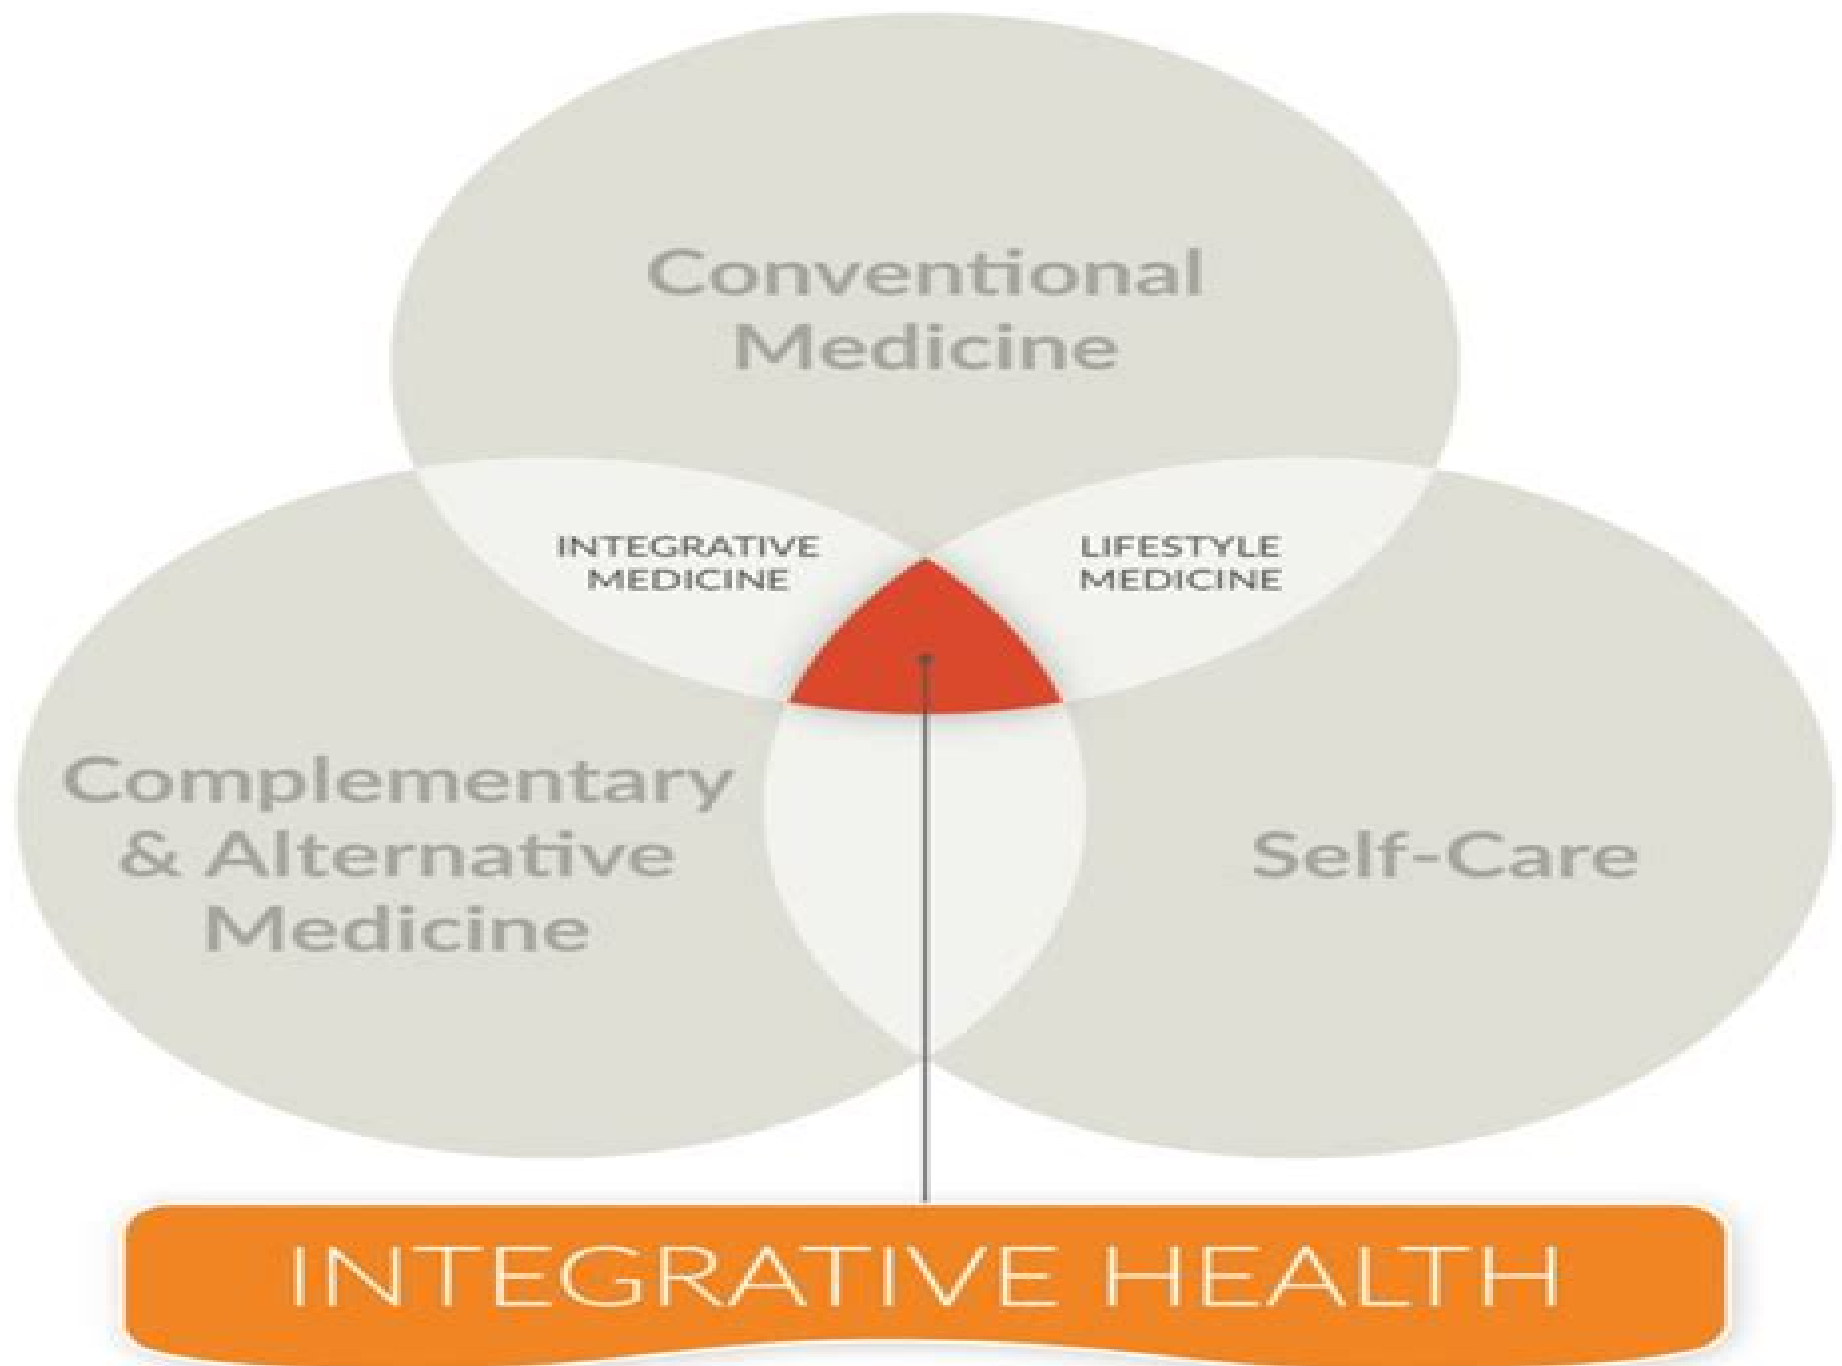 Conventional
Medicine
INTEGRATIVE
MEDICINE
LIFESTYLE
MEDICINE
Complementary
& Alternative
Medicine
Self-Care
INTEGRATIVE HEALTH